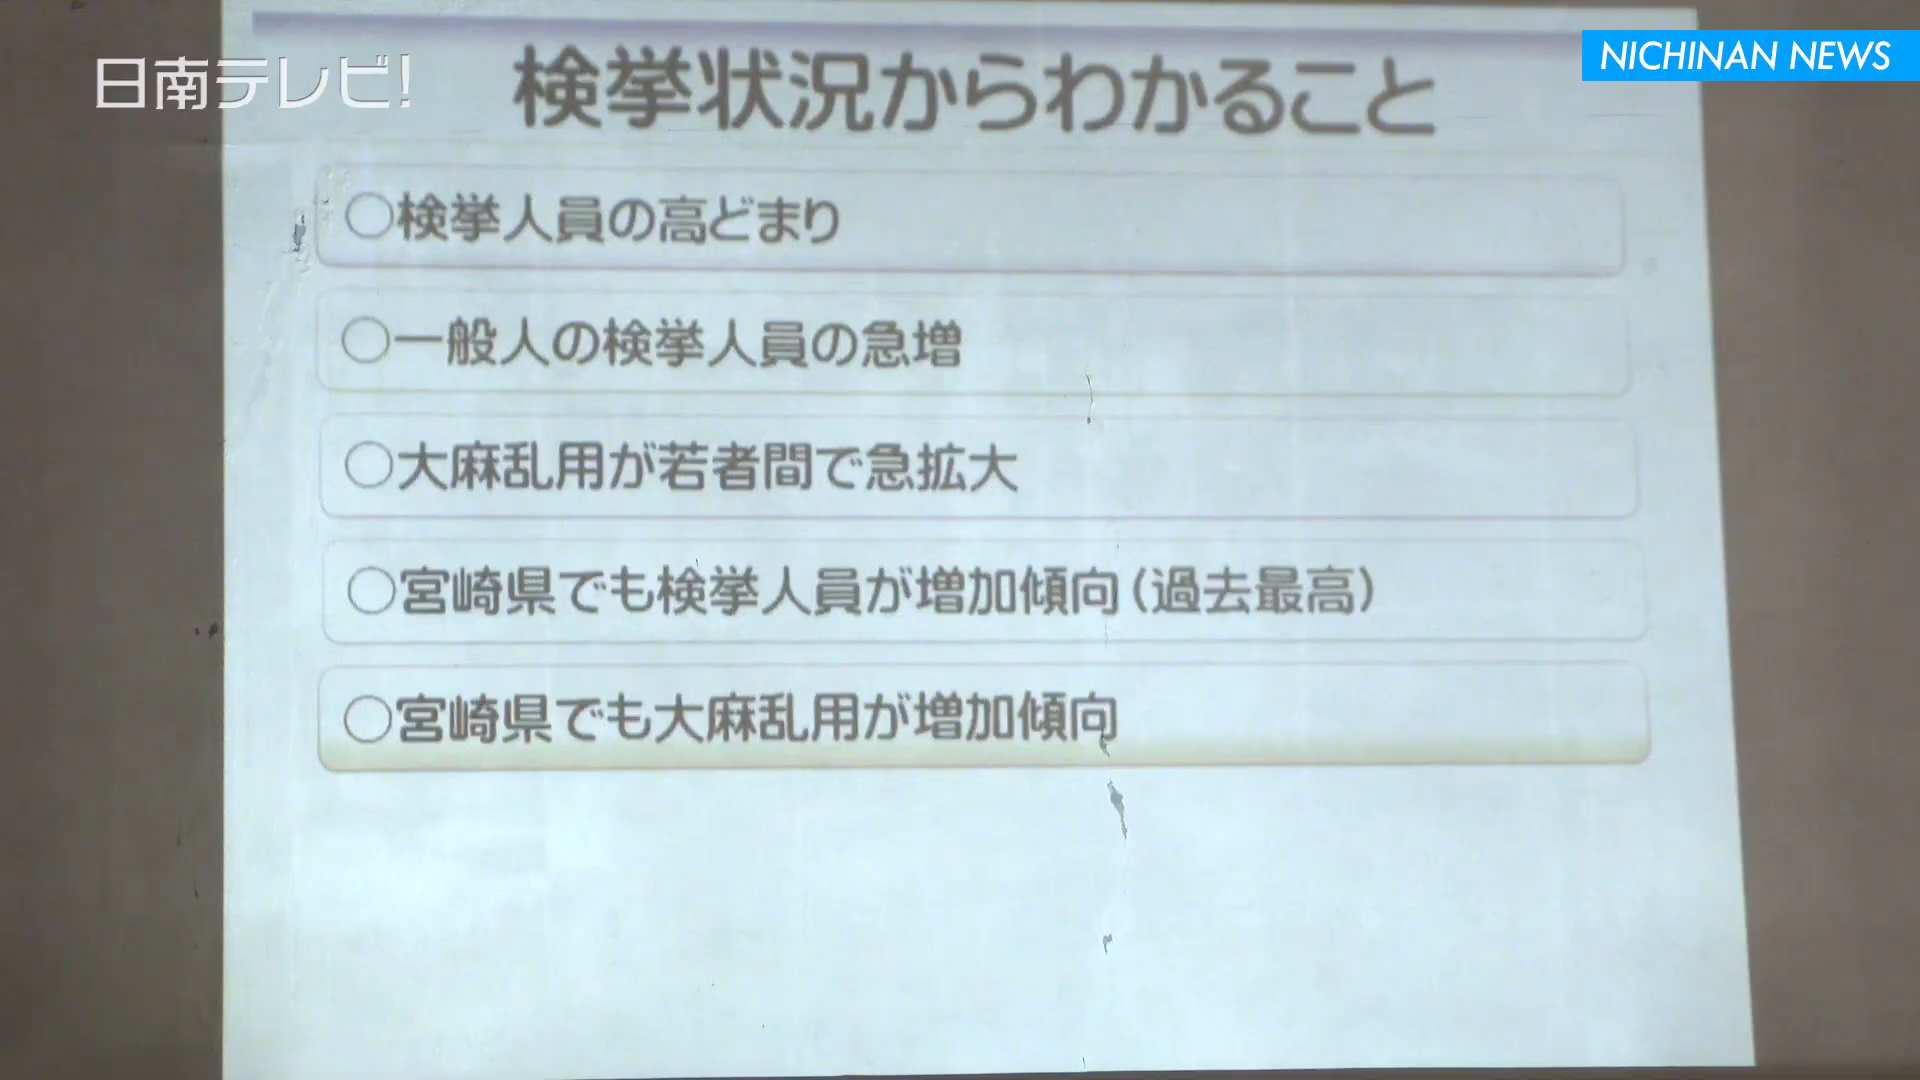 日南テレビ!
NICHINAN NEWS
検挙状況からわかること
○検挙人員の高どまり
○一般人の検挙人員の急増
○大麻乱用が若者間で急拡大
○宮崎県でも検挙人員が増加傾向(過去最高)
○宮崎県でも大麻乱用が増加傾向